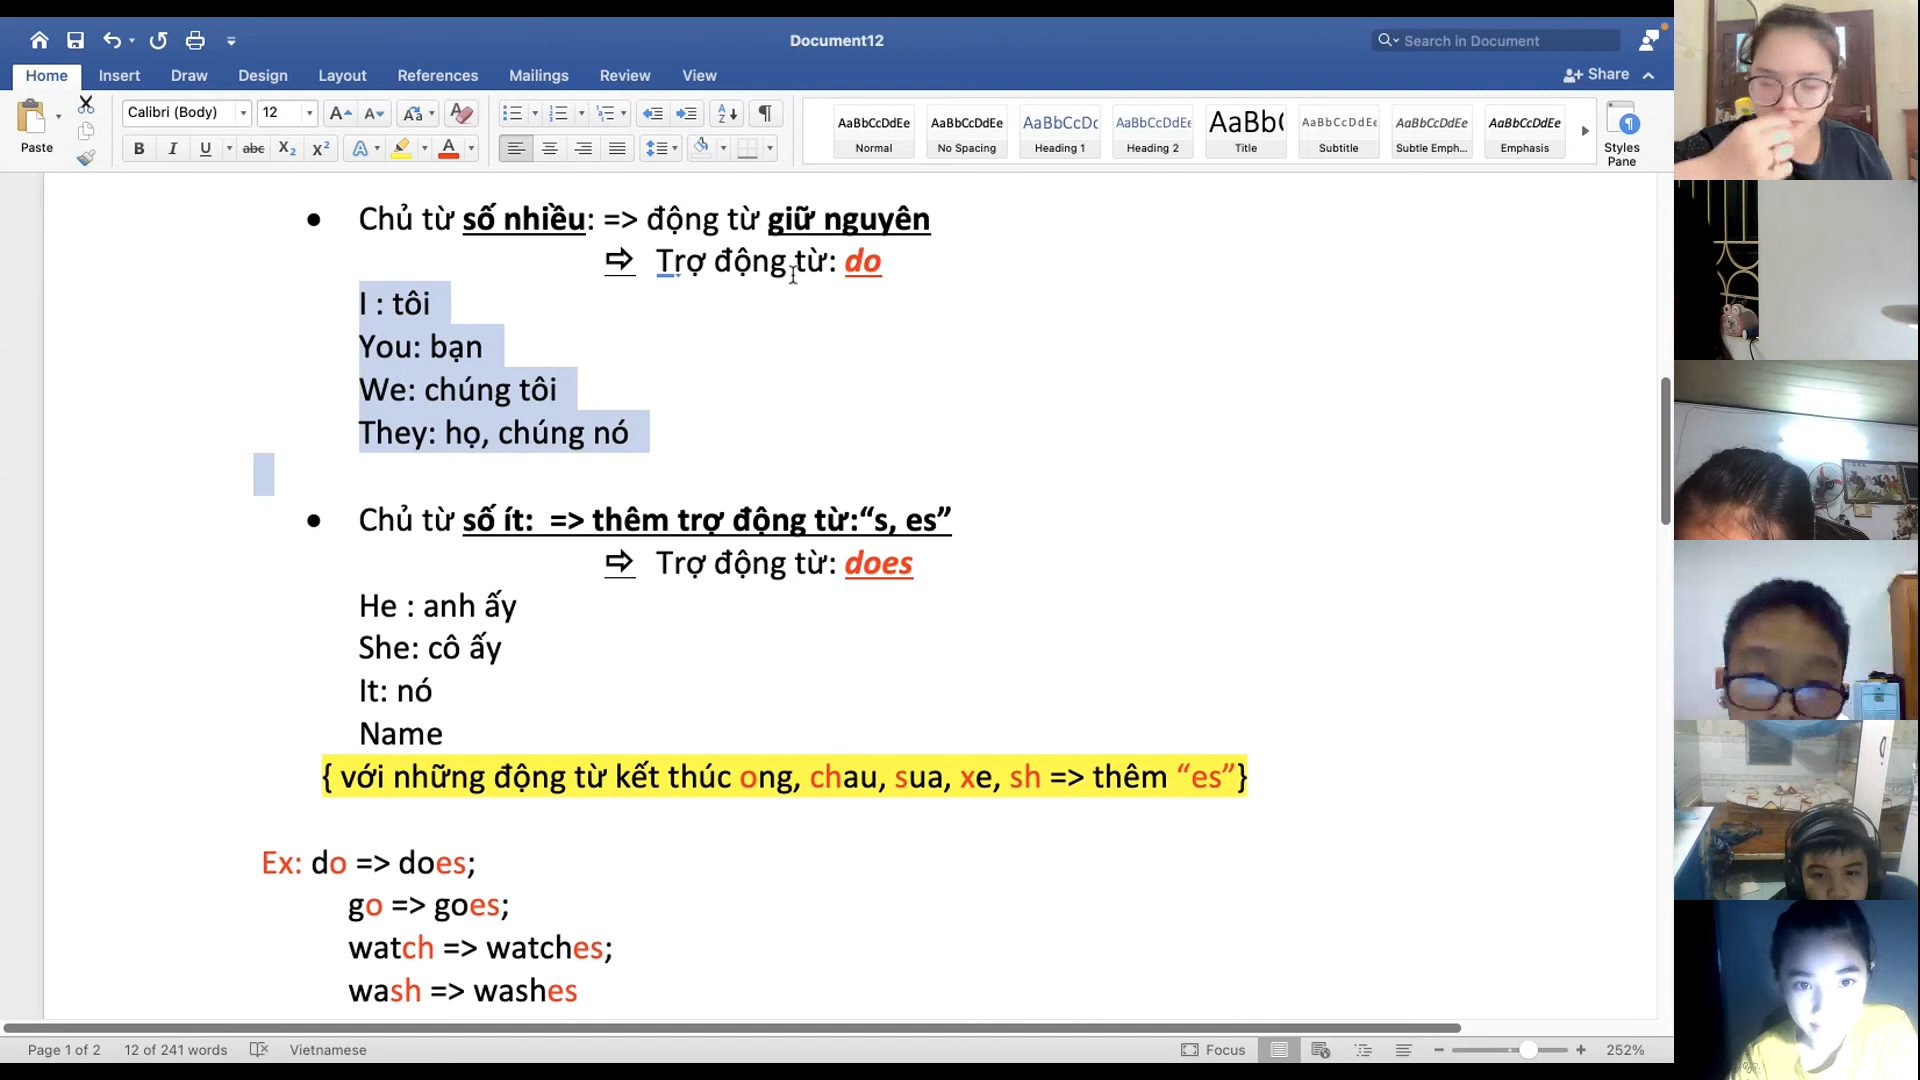 Document12
Search in Document
Home Insert Draw Design Layout References Mailings Review View
Share
Paste
Calibri (Body) 12
AaBbCcDdEe AaBbCcDdEe AaBbCcDc AaBbCcDdEe AaBb( AaBbCcDdEe AaBbCcDdEe AaBbCcDdEe
Normal No Spacing Heading 1 Heading 2 Title Subtitle Subtle Emph... Emphasis
Styles Pane
• Chủ từ số nhiều: => động từ giữ nguyên
⇨ Trợ động từ: do
I : tôi
You: bạn
We: chúng tôi
They: họ, chúng nó
• Chủ từ số ít: => thêm trợ động từ:“s, es”
⇨ Trợ động từ: does
He : anh ấy
She: cô ấy
It: nó
Name
{ với những động từ kết thúc ong, chau, sua, xe, sh => thêm “es”}
Ex: do => does;
go => goes;
watch => watches;
wash => washes
Page 1 of 2 12 of 241 words Vietnamese Focus 252%